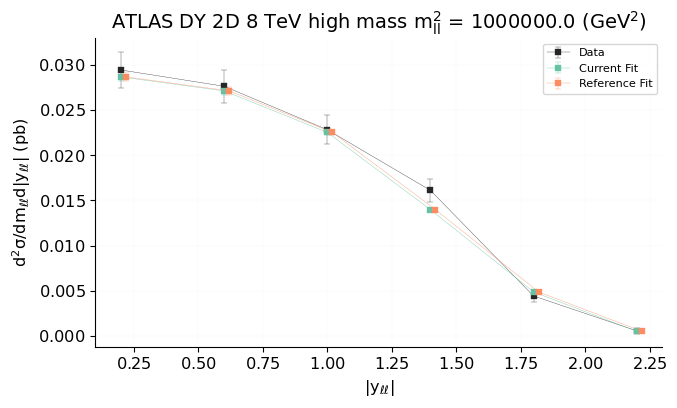 ATLAS DY 2D 8 TeV high mass m²ll = 1000000.0 (GeV²)
Data
Current Fit
Reference Fit
d²σ/dmℓℓd|yℓℓ| (pb)
0.030
0.025
0.020
0.015
0.010
0.005
0.000
0.25 0.50 0.75 1.00 1.25 1.50 1.75 2.00 2.25
|yℓℓ|